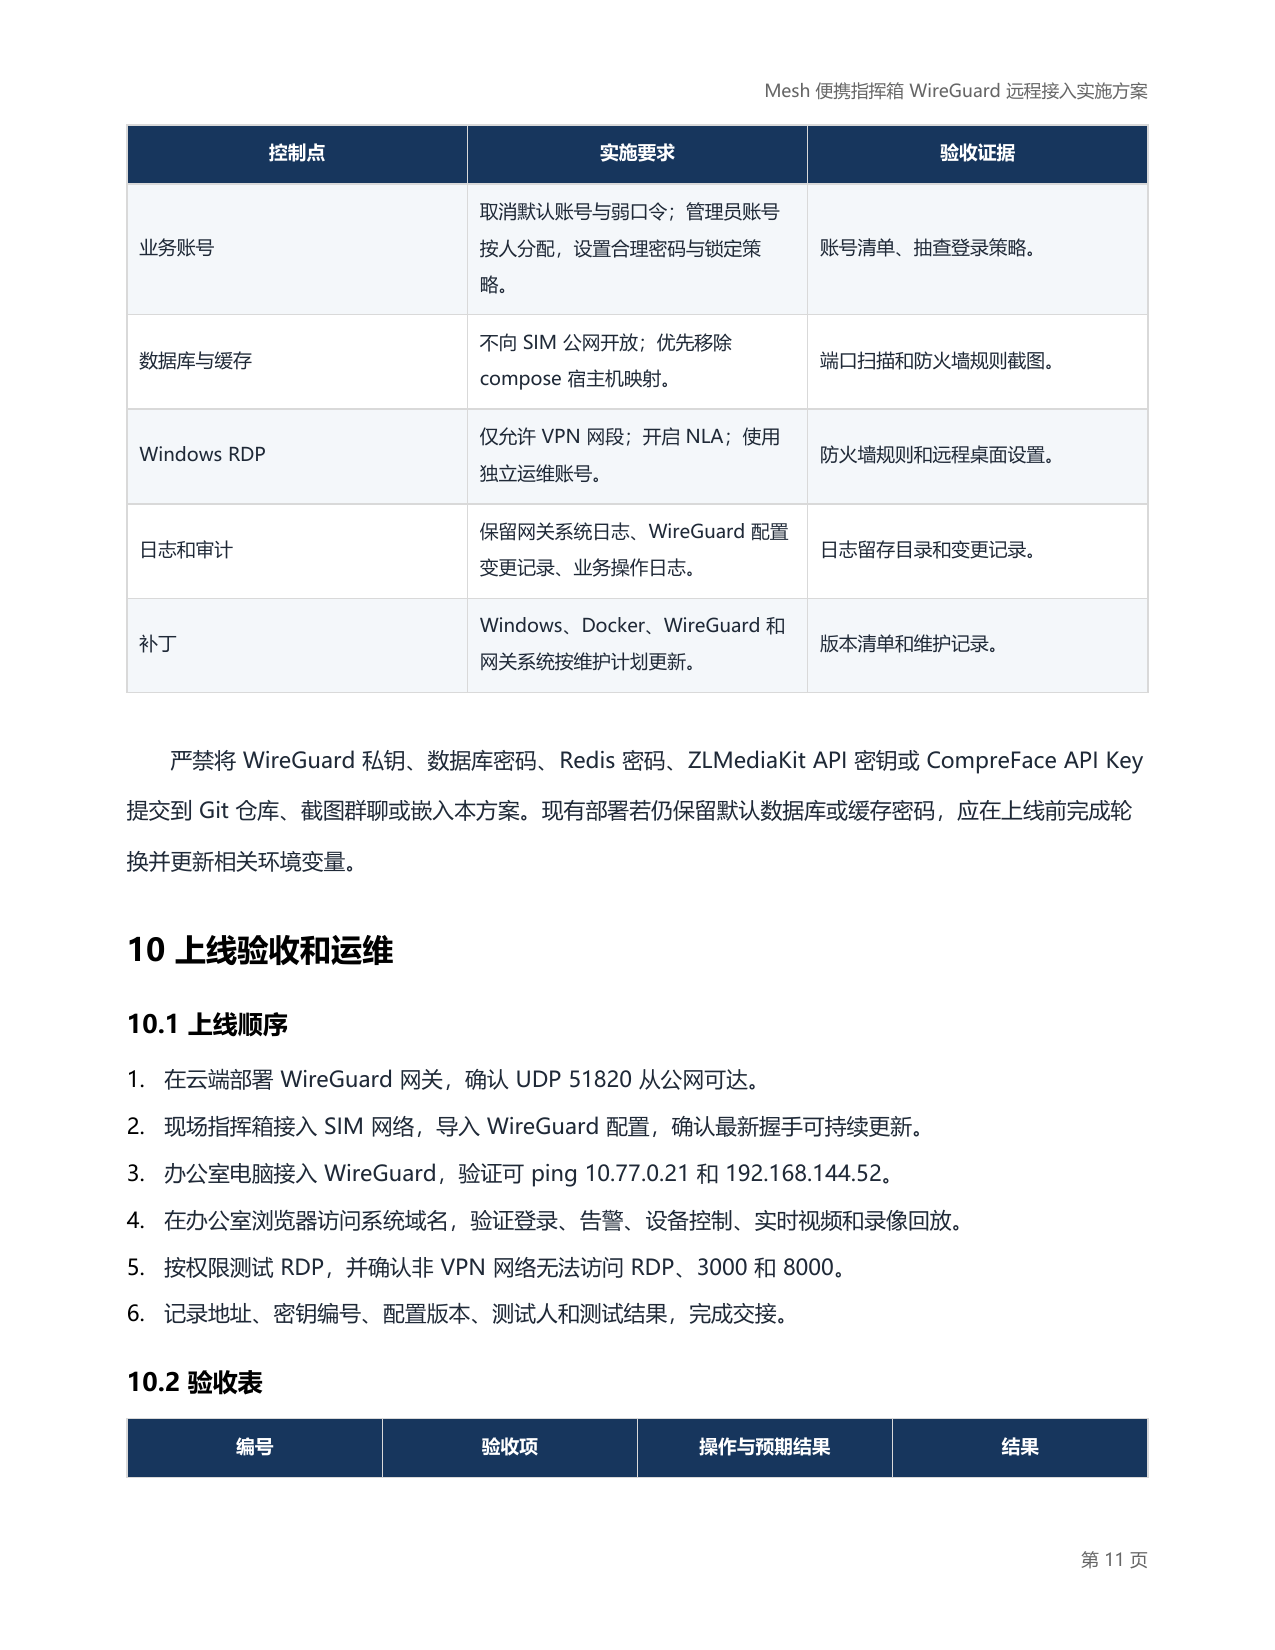 Mesh 便携指挥箱 WireGuard 远程接入实施方案
控制点 实施要求 验收证据
业务账号
取消默认账号与弱口令；管理员账号
按人分配，设置合理密码与锁定策
略。
账号清单、抽查登录策略。
数据库与缓存
不向 SIM 公网开放；优先移除
compose 宿主机映射。
端口扫描和防火墙规则截图。
Windows RDP
仅允许 VPN 网段；开启 NLA；使用
独立运维账号。
防火墙规则和远程桌面设置。
日志和审计
保留网关系统日志、WireGuard 配置
变更记录、业务操作日志。
日志留存目录和变更记录。
补丁
Windows、Docker、WireGuard 和
网关系统按维护计划更新。
版本清单和维护记录。
严禁将 WireGuard 私钥、数据库密码、Redis 密码、ZLMediaKit API 密钥或 CompreFace API Key
提交到 Git 仓库、截图群聊或嵌入本方案。现有部署若仍保留默认数据库或缓存密码，应在上线前完成轮
换并更新相关环境变量。
10 上线验收和运维
10.1 上线顺序
1. 在云端部署 WireGuard 网关，确认 UDP 51820 从公网可达。
2. 现场指挥箱接入 SIM 网络，导入 WireGuard 配置，确认最新握手可持续更新。
3. 办公室电脑接入 WireGuard，验证可 ping 10.77.0.21 和 192.168.144.52。
4. 在办公室浏览器访问系统域名，验证登录、告警、设备控制、实时视频和录像回放。
5. 按权限测试 RDP，并确认非 VPN 网络无法访问 RDP、3000 和 8000。
6. 记录地址、密钥编号、配置版本、测试人和测试结果，完成交接。
10.2 验收表
编号 验收项 操作与预期结果 结果
第 11 页